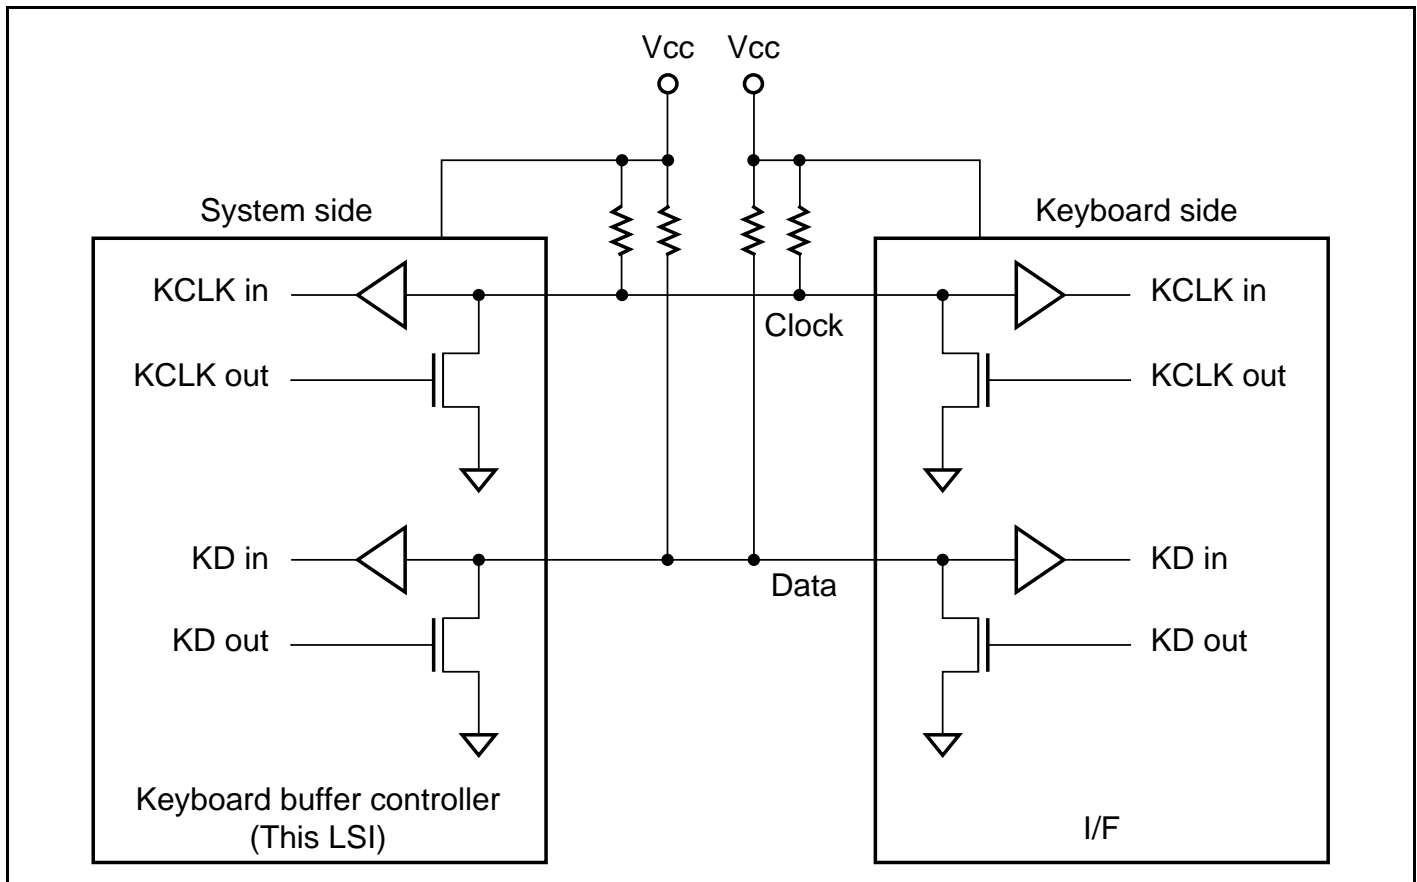 Vcc Vcc
System side
Keyboard side
KCLK in
KCLK in
Clock
KCLK out
KCLK out
KD in
KD in
Data
KD out
KD out
Keyboard buffer controller
(This LSI)
I/F